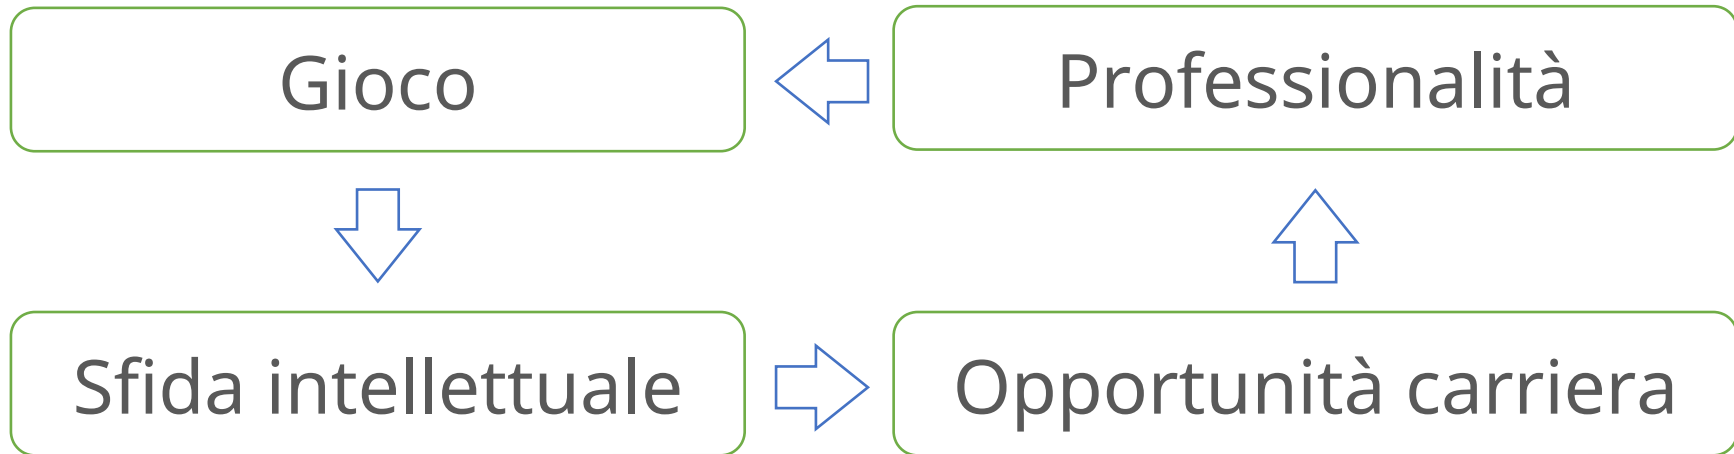 Gioco
Professionalità
Sfida intellettuale
Opportunità carriera